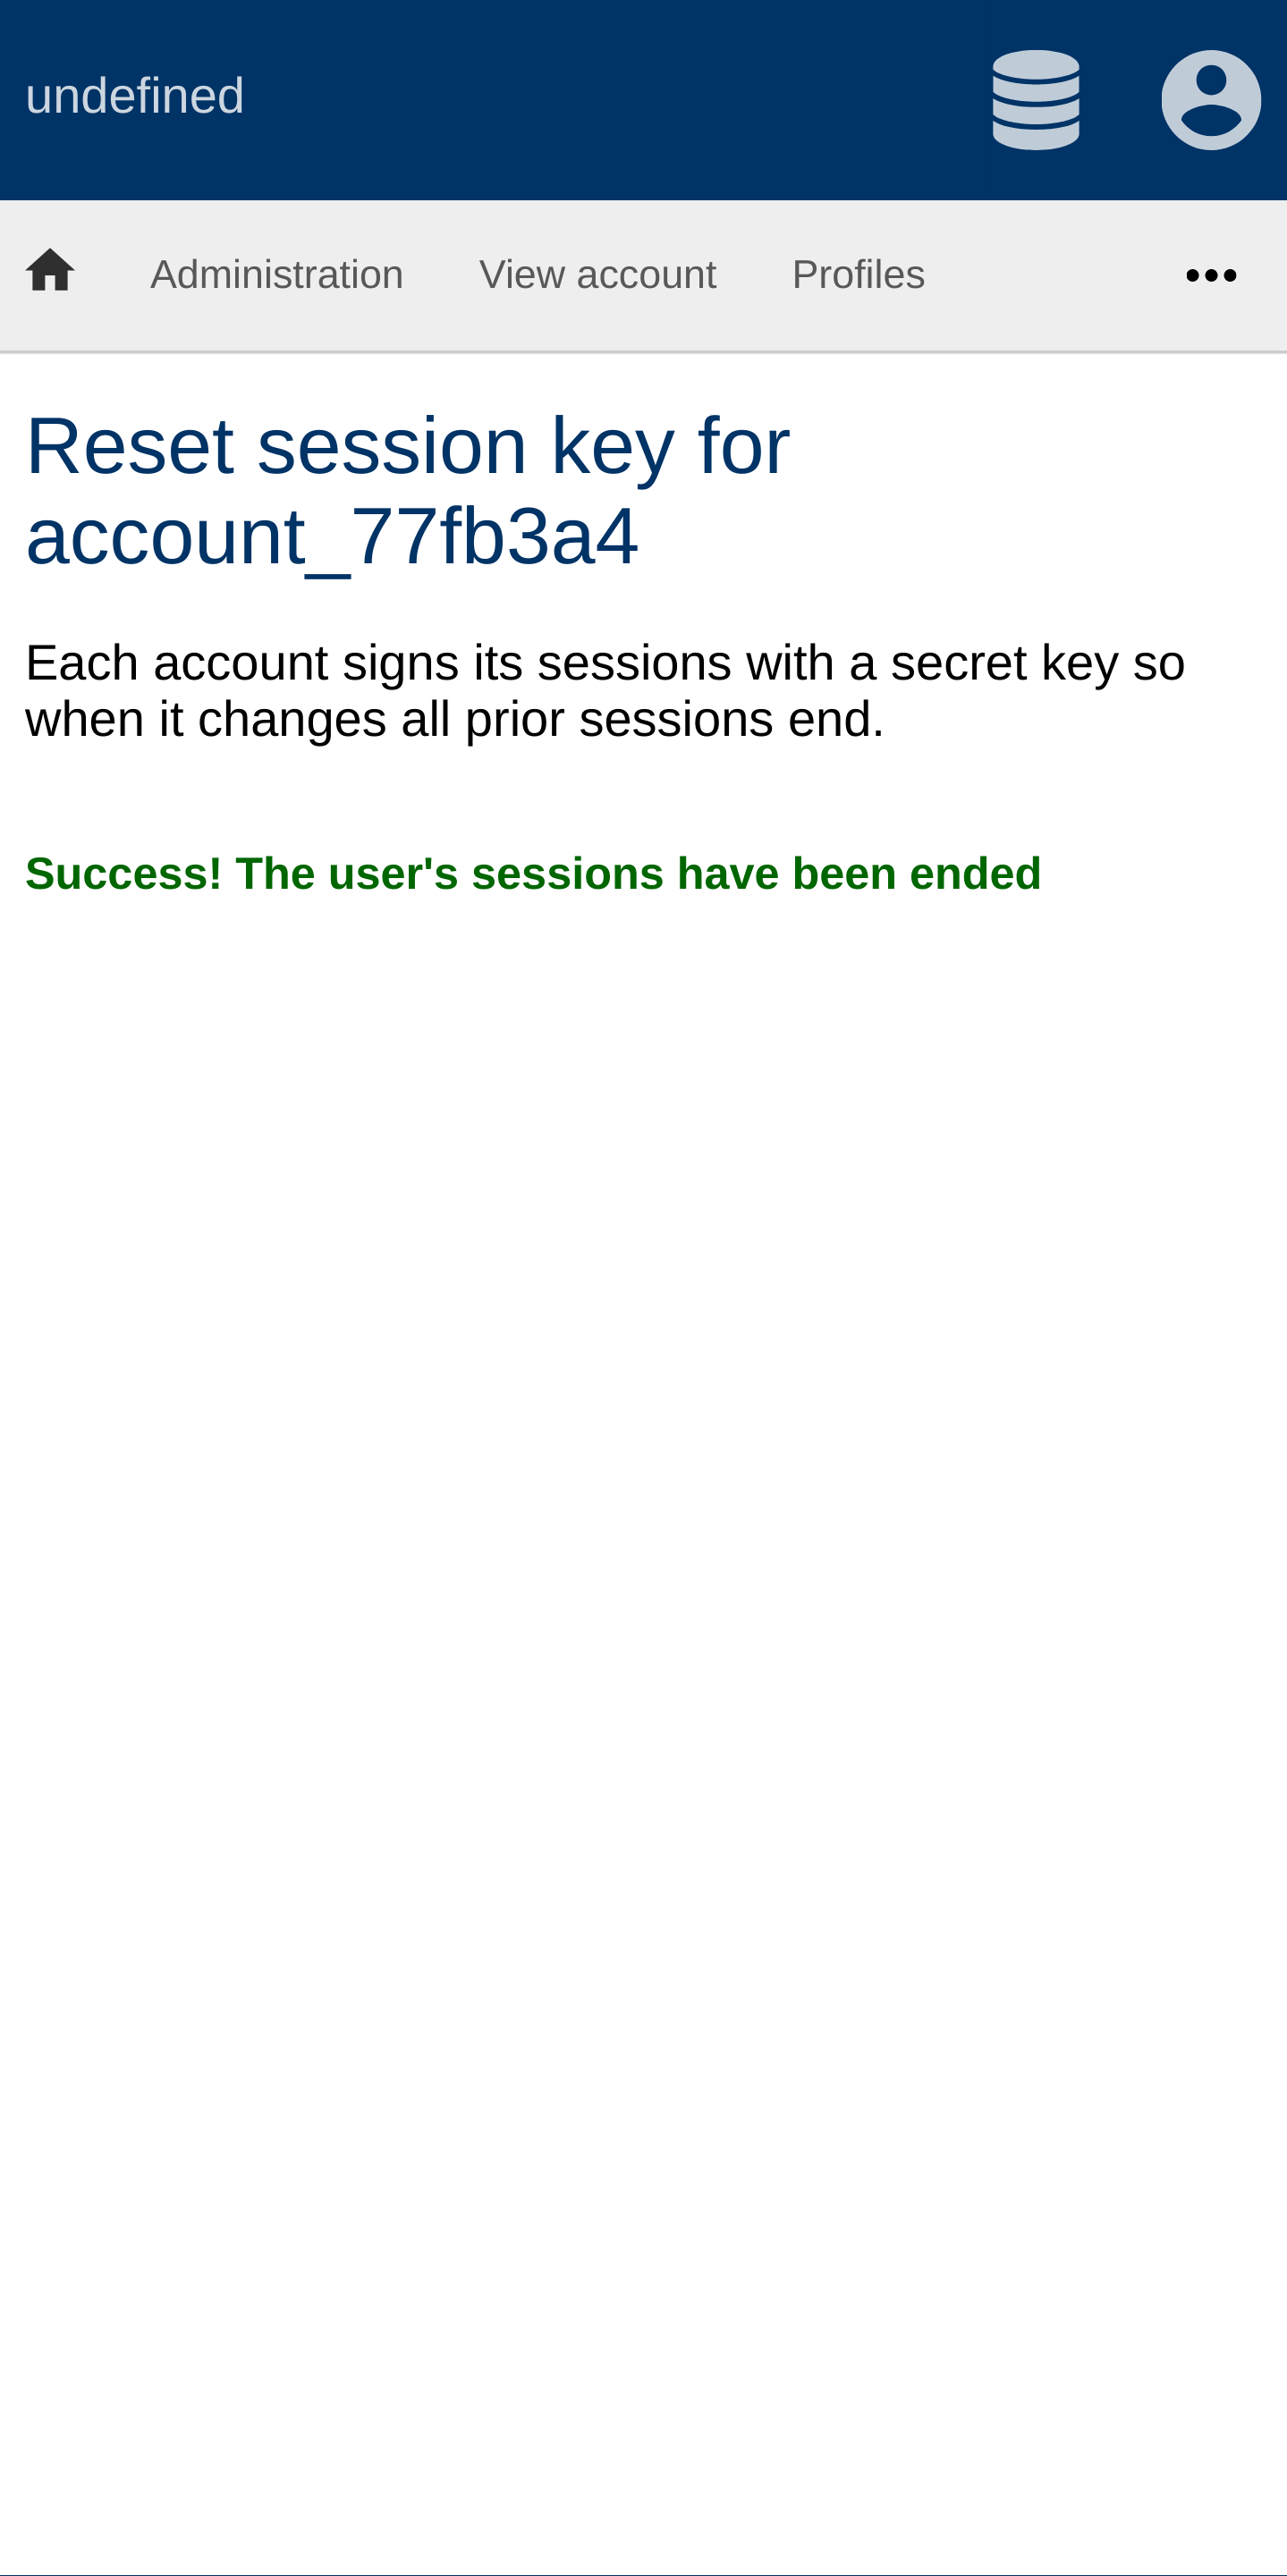 undefined
Administration View account Profiles
Reset session key for
account_77fb3a4
Each account signs its sessions with a secret key so
when it changes all prior sessions end.
Success! The user's sessions have been ended